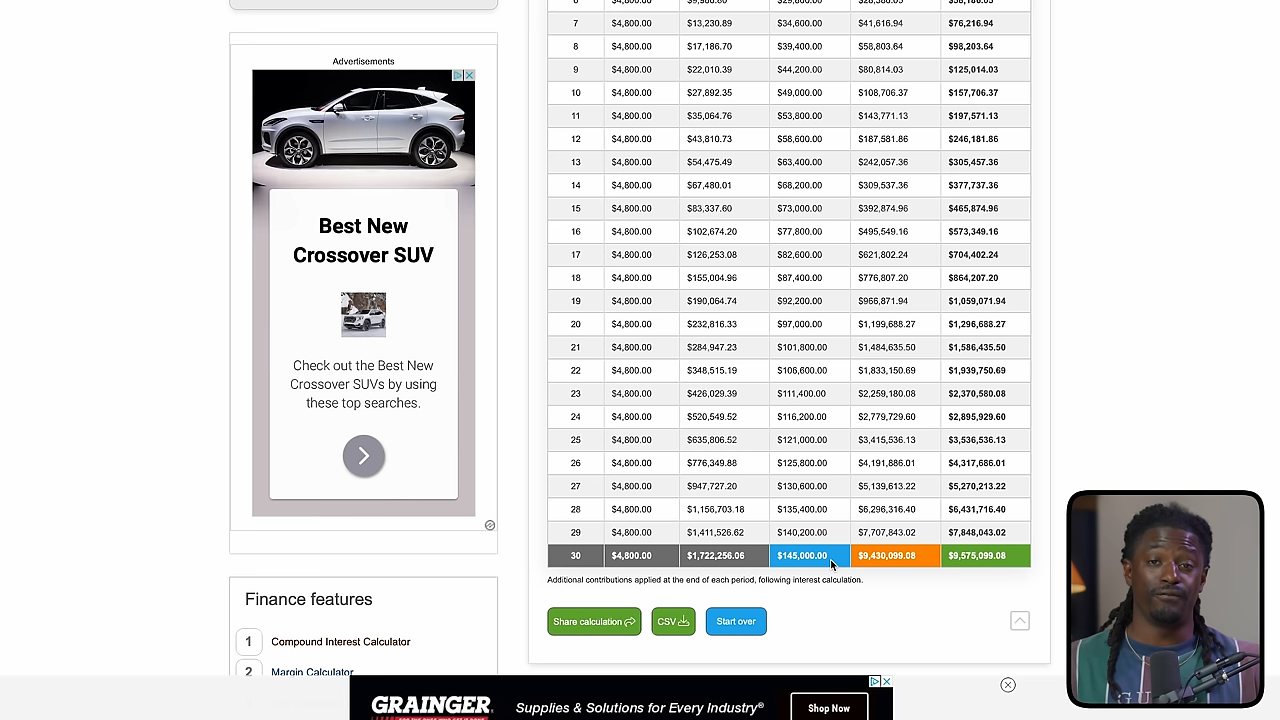 Advertisements
Best New
Crossover SUV
Check out the Best New
Crossover SUVs by using
these top searches.
Finance features
1 Compound Interest Calculator
2 Margin Calculator
7 $4,800.00 $13,230.89 $34,600.00 $41,616.94 $76,216.94
8 $4,800.00 $17,186.70 $39,400.00 $58,803.64 $98,203.64
9 $4,800.00 $22,010.39 $44,200.00 $80,814.03 $125,014.03
10 $4,800.00 $27,892.35 $49,000.00 $108,706.37 $157,706.37
11 $4,800.00 $35,064.76 $53,800.00 $143,771.13 $197,571.13
12 $4,800.00 $43,810.73 $58,600.00 $187,581.86 $246,181.86
13 $4,800.00 $54,475.49 $63,400.00 $242,057.36 $305,457.36
14 $4,800.00 $67,480.01 $68,200.00 $309,537.36 $377,737.36
15 $4,800.00 $83,337.60 $73,000.00 $392,874.96 $465,874.96
16 $4,800.00 $102,674.20 $77,800.00 $495,549.16 $573,349.16
17 $4,800.00 $126,253.08 $82,600.00 $621,802.24 $704,402.24
18 $4,800.00 $155,004.96 $87,400.00 $776,807.20 $864,207.20
19 $4,800.00 $190,064.74 $92,200.00 $966,871.94 $1,059,071.94
20 $4,800.00 $232,816.33 $97,000.00 $1,199,688.27 $1,296,688.27
21 $4,800.00 $284,947.23 $101,800.00 $1,484,635.50 $1,586,435.50
22 $4,800.00 $348,515.19 $106,600.00 $1,833,150.69 $1,939,750.69
23 $4,800.00 $426,029.39 $111,400.00 $2,259,180.08 $2,370,580.08
24 $4,800.00 $520,549.52 $116,200.00 $2,779,729.60 $2,895,929.60
25 $4,800.00 $635,806.52 $121,000.00 $3,415,536.13 $3,536,536.13
26 $4,800.00 $776,349.88 $125,800.00 $4,191,886.01 $4,317,686.01
27 $4,800.00 $947,727.20 $130,600.00 $5,139,613.22 $5,270,213.22
28 $4,800.00 $1,156,703.18 $135,400.00 $6,296,316.40 $6,431,716.40
29 $4,800.00 $1,411,526.62 $140,200.00 $7,707,843.02 $7,848,043.02
30 $4,800.00 $1,722,256.06 $145,000.00 $9,430,099.08 $9,575,099.08
Additional contributions applied at the end of each period, following interest calculation.
Share calculation CSV Start over
GRAINGER
Supplies & Solutions for Every Industry®
Shop Now